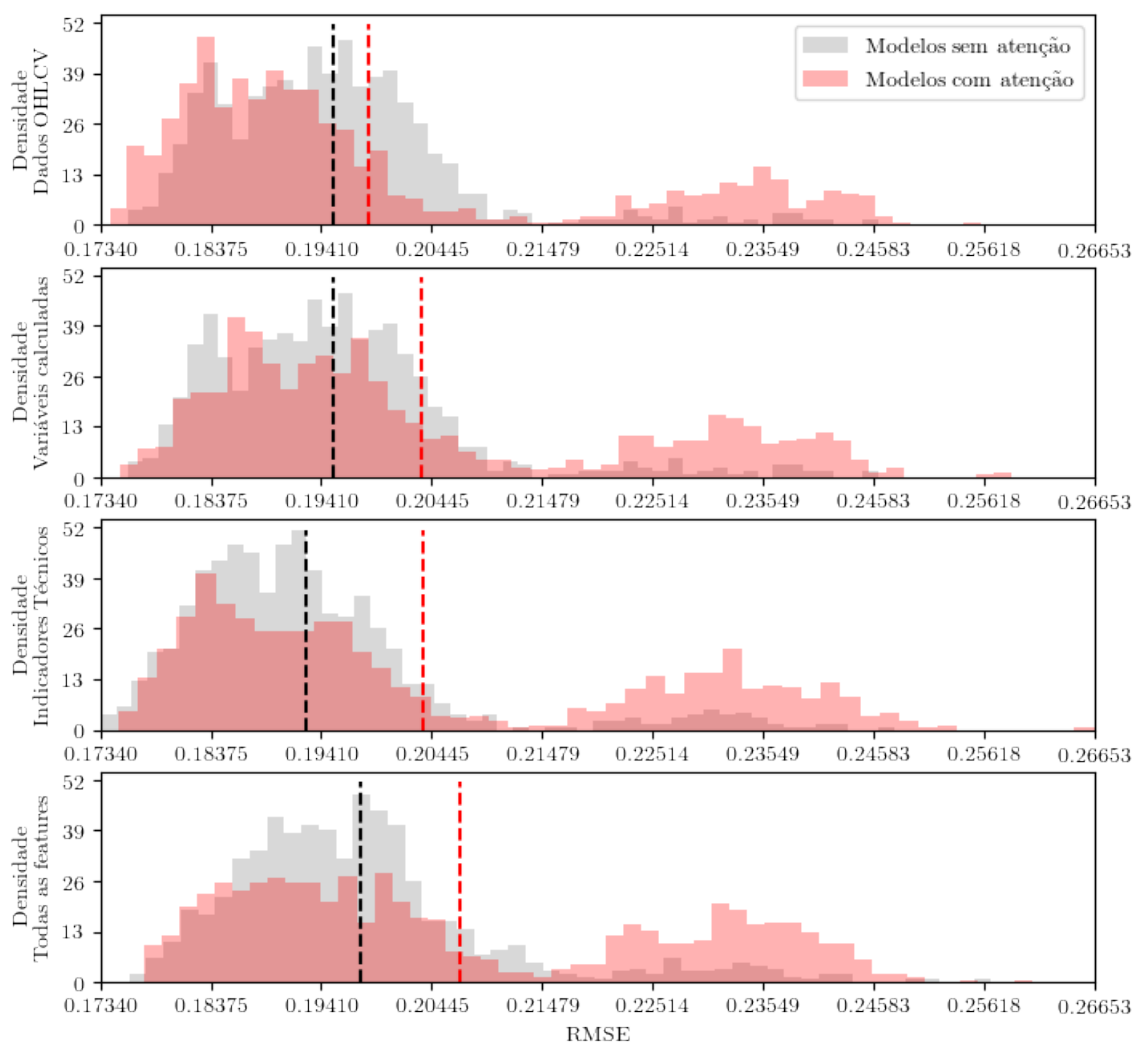 Densidade
Dados OHLCV
52
39
26
13
0
Modelos sem atenção
Modelos com atenção
0.17340 0.18375 0.19410 0.20445 0.21479 0.22514 0.23549 0.24583 0.25618 0.26653
Densidade
Variáveis calculadas
52
39
26
13
0
0.17340 0.18375 0.19410 0.20445 0.21479 0.22514 0.23549 0.24583 0.25618 0.26653
Densidade
Indicadores Técnicos
52
39
26
13
0
0.17340 0.18375 0.19410 0.20445 0.21479 0.22514 0.23549 0.24583 0.25618 0.26653
Densidade
Todas as features
52
39
26
13
0
0.17340 0.18375 0.19410 0.20445 0.21479 0.22514 0.23549 0.24583 0.25618 0.26653
RMSE